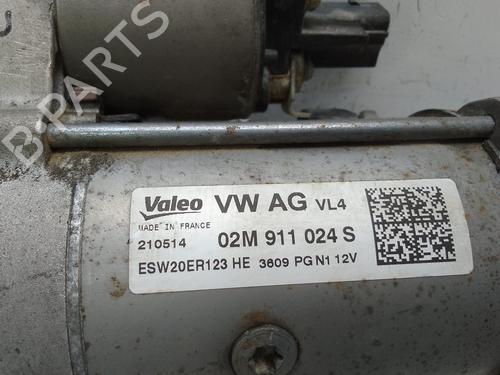 B-PARTS
Valeo VW AG VL4
MADE IN FRANCE
210514 02M 911 024 S
ESW20ER123 HE 3609 PG N1 12V